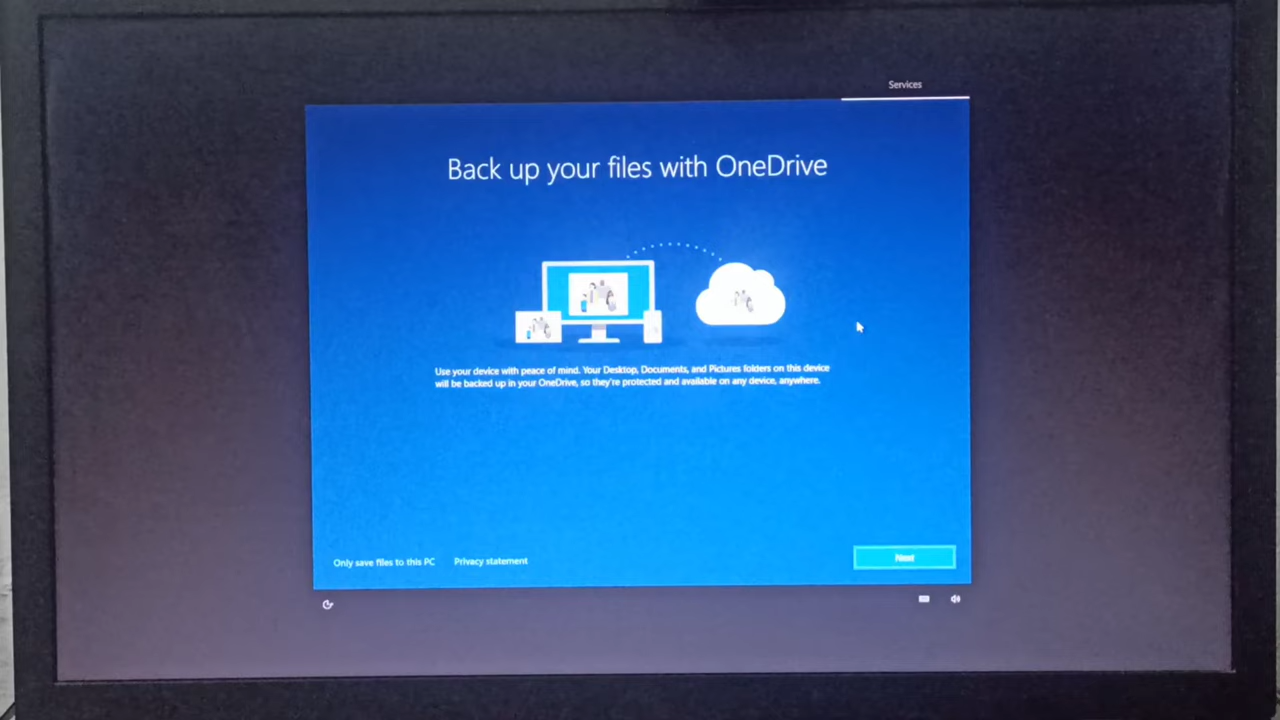 Services
Back up your files with OneDrive
Use your device with peace of mind. Your Desktop, Documents, and Pictures folders on this device
will be backed up in your OneDrive, so they're protected and available on any device, anywhere.
Only save files to this PC
Privacy statement
Next